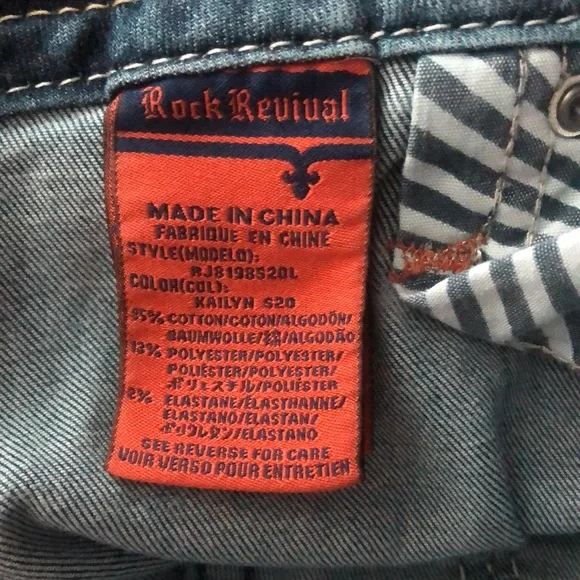 Rock Revival
MADE IN CHINA
FABRIQUE EN CHINE
STYLE(MODELO):
RJ8198520L
COLOR(COL):
KAILYN S20
85% COTTON/COTON/ALGODÓN/
BAUMWOLLE/綿/ALGODÃO
13% POLYESTER/POLYESTER/
POLIÉSTER/POLYESTER/
ポリエステル/POLIÉSTER
2% ELASTANE/ÉLASTHANNE/
ELASTANO/ELASTAN/
ポリウレタン/ELASTANO
SEE REVERSE FOR CARE
VOIR VERSO POUR ENTRETIEN